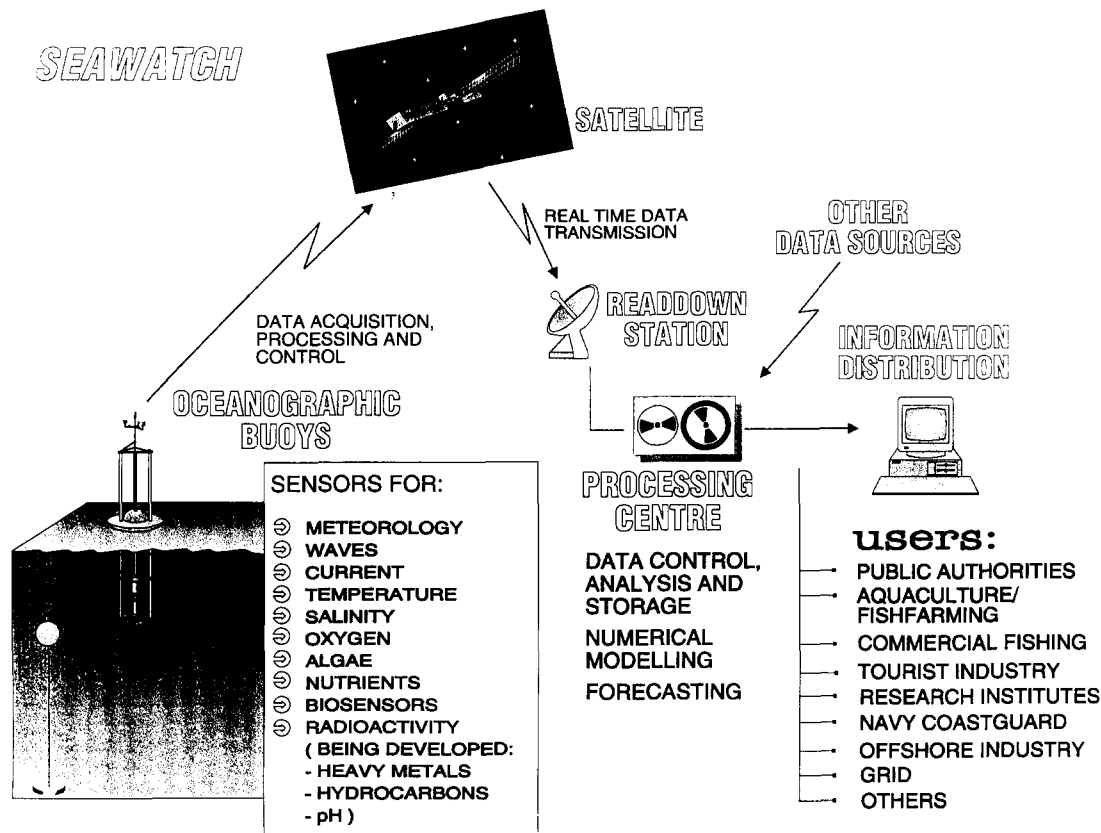 SEAWATCH
SATELLITE
REAL TIME DATA
TRANSMISSION
OTHER
DATA SOURCES
DATA ACQUISITION,
PROCESSING AND
CONTROL
READDOWN
STATION
INFORMATION
DISTRIBUTION
OCEANOGRAPHIC
BUOYS
SENSORS FOR:
METEOROLOGY
WAVES
CURRENT
TEMPERATURE
SALINITY
OXYGEN
ALGAE
NUTRIENTS
BIOSENSORS
RADIOACTIVITY
( BEING DEVELOPED:
- HEAVY METALS
- HYDROCARBONS
- pH )
PROCESSING
CENTRE
DATA CONTROL,
ANALYSIS AND
STORAGE
NUMERICAL
MODELLING
FORECASTING
users:
PUBLIC AUTHORITIES
AQUACULTURE/
FISHFARMING
COMMERCIAL FISHING
TOURIST INDUSTRY
RESEARCH INSTITUTES
NAVY COASTGUARD
OFFSHORE INDUSTRY
GRID
OTHERS